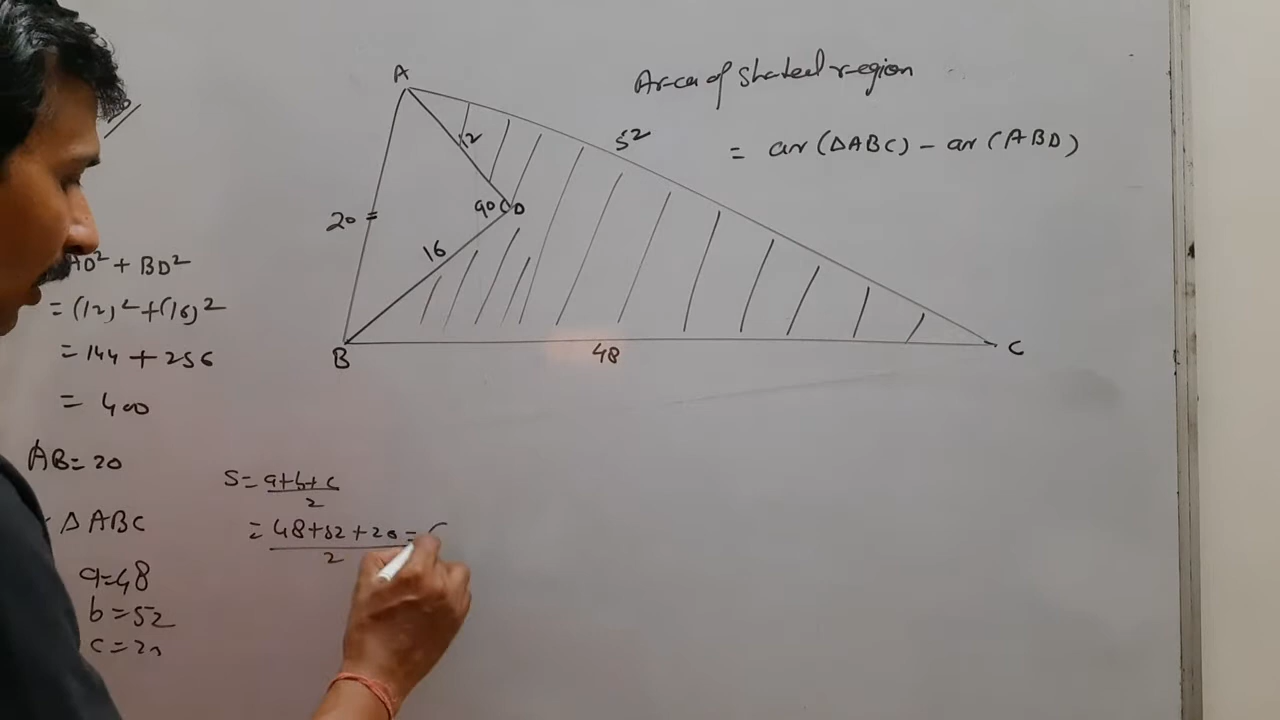 Area of shaded region
= ar (ΔABC) - ar (ABD)
A
12
52
20 =
90
D
16
B
48
C
AD² + BD²
= (12)² + (16)²
= 144 + 256
= 400
AB = 20
Δ ABC
a = 48
b = 52
c = 20
S = a+b+c
2
= 48+52+20 =
2